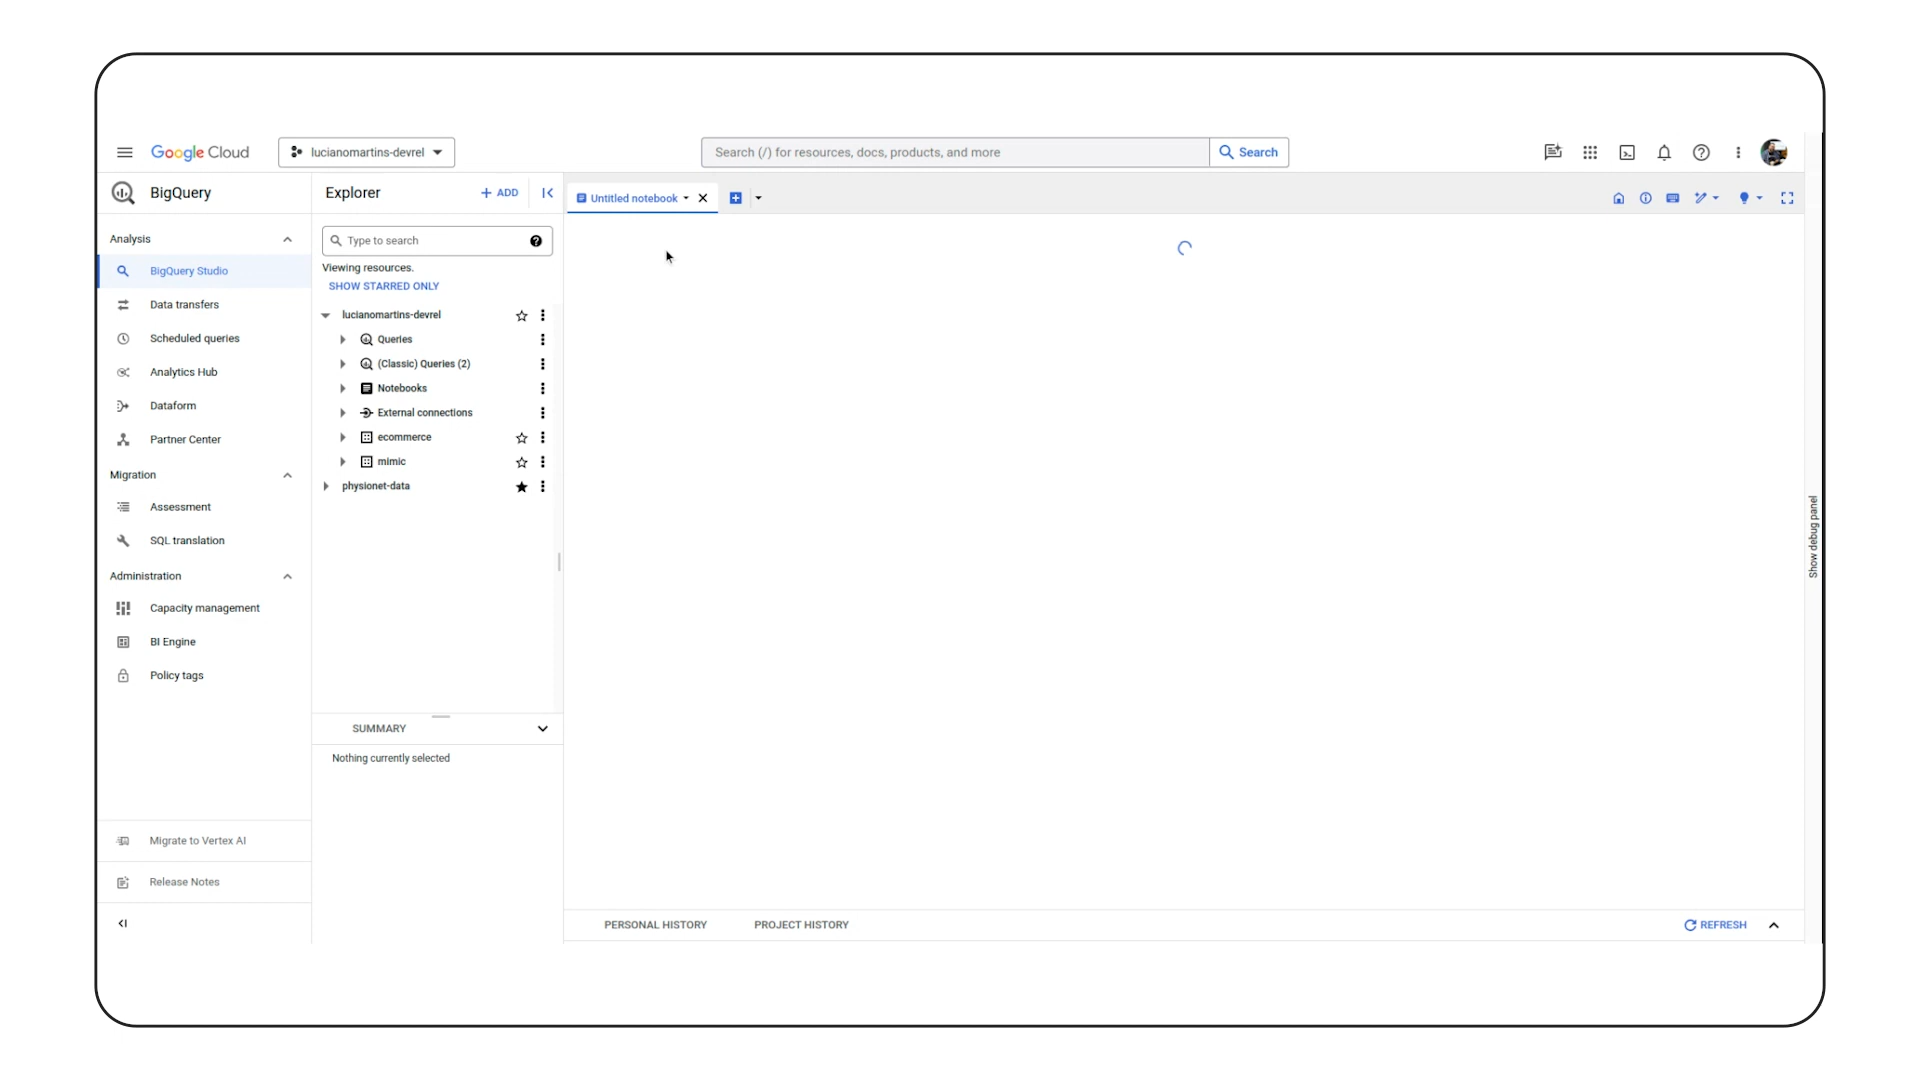 Google Cloud
lucianomartins-devrel
Search (/) for resources, docs, products, and more
Search
BigQuery
Analysis
BigQuery Studio
Data transfers
Scheduled queries
Analytics Hub
Dataform
Partner Center
Migration
Assessment
SQL translation
Administration
Capacity management
BI Engine
Policy tags
Migrate to Vertex AI
Release Notes
Explorer
+ ADD
Type to search
Viewing resources.
SHOW STARRED ONLY
lucianomartins-devrel
Queries
(Classic) Queries (2)
Notebooks
External connections
ecommerce
mimic
physionet-data
SUMMARY
Nothing currently selected
Untitled notebook
PERSONAL HISTORY
PROJECT HISTORY
REFRESH
Show debug panel